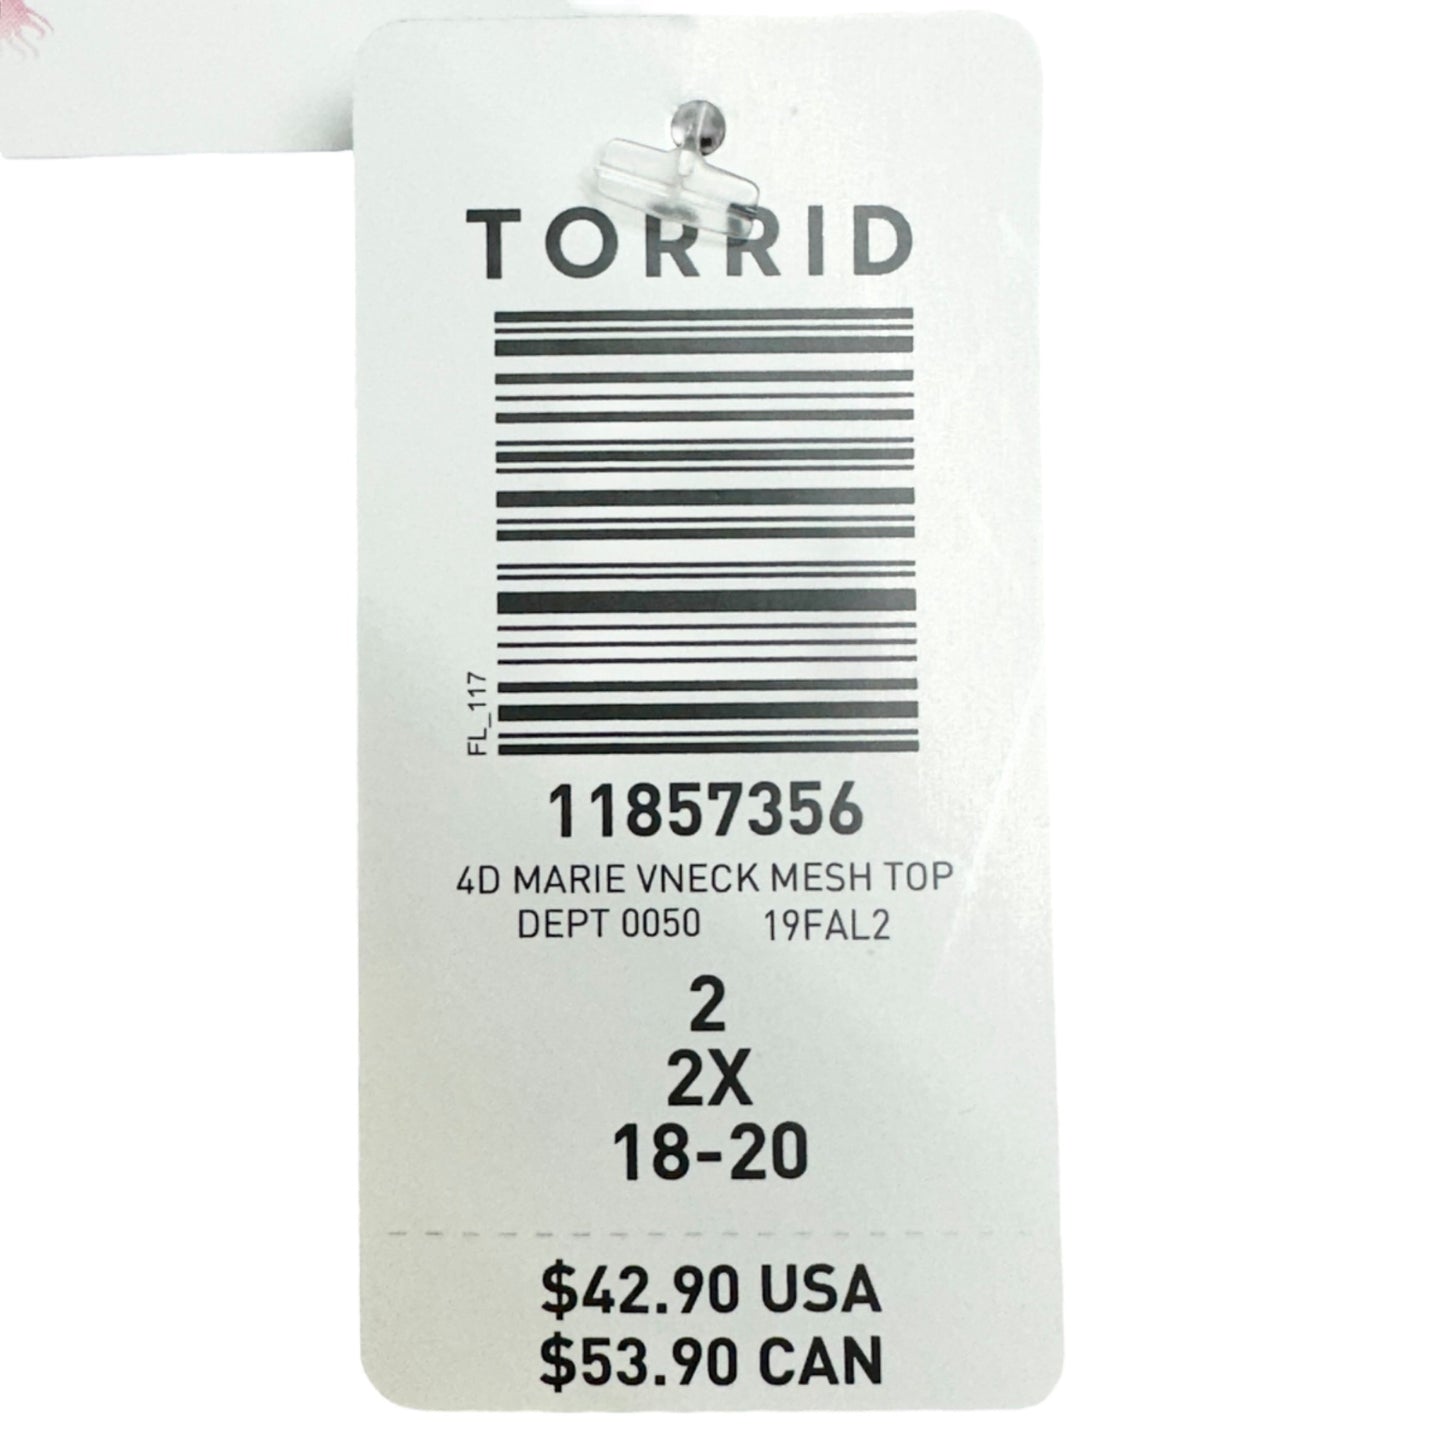 TORRID
FL_117
11857356
4D MARIE VNECK MESH TOP
DEPT 0050 19FAL2
2
2X
18-20
$42.90 USA
$53.90 CAN